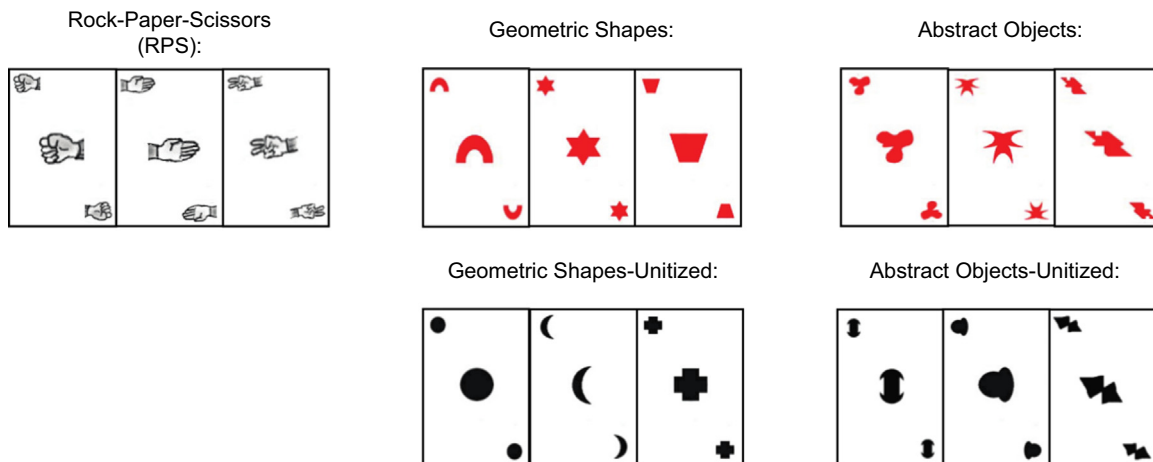 Rock-Paper-Scissors
(RPS):
Geometric Shapes:
Abstract Objects:
Geometric Shapes-Unitized:
Abstract Objects-Unitized: